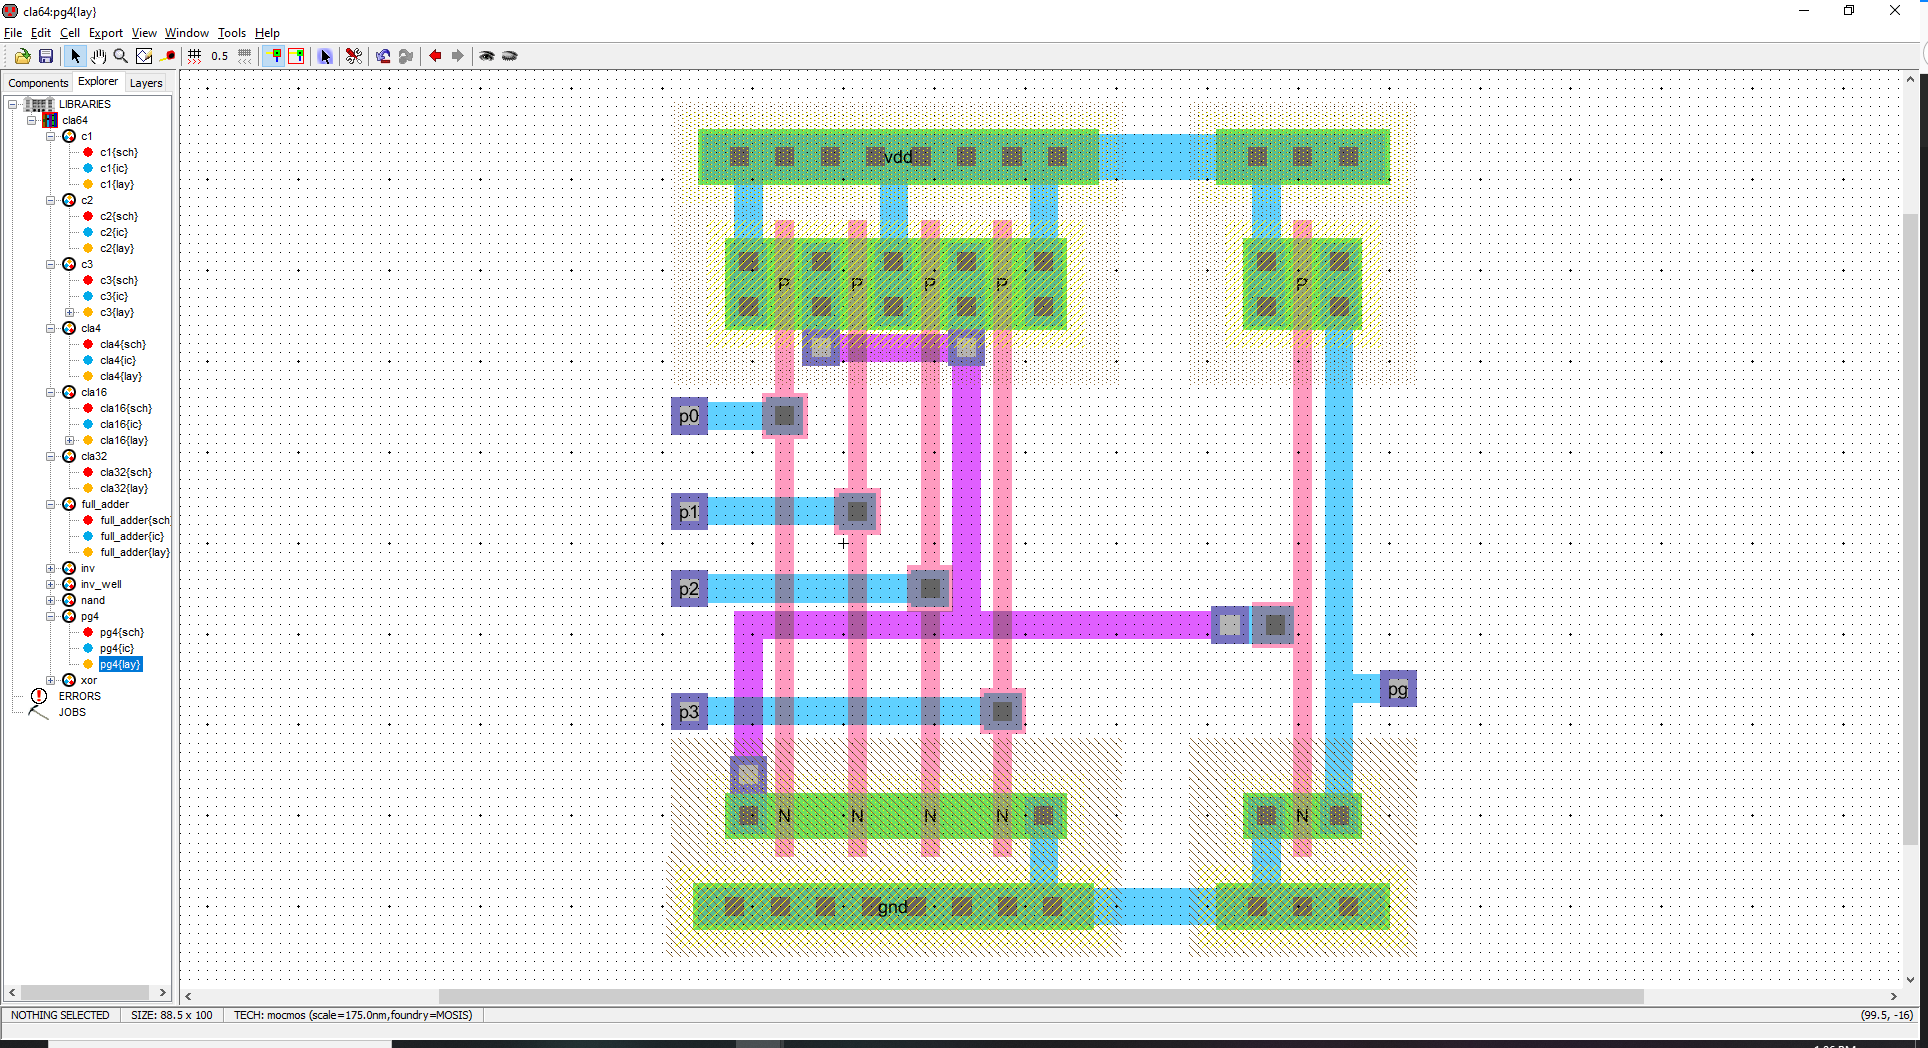 cla64:pg4{lay}
File Edit Cell Export View Window Tools Help
0.5
Components Explorer Layers
LIBRARIES
cla64
c1
c1{sch}
c1{ic}
c1{lay}
c2
c2{sch}
c2{ic}
c2{lay}
c3
c3{sch}
c3{ic}
c3{lay}
cla4
cla4{sch}
cla4{ic}
cla4{lay}
cla16
cla16{sch}
cla16{ic}
cla16{lay}
cla32
cla32{sch}
cla32{lay}
full_adder
full_adder{sch
full_adder{ic}
full_adder{lay}
inv
inv_well
nand
pg4
pg4{sch}
pg4{ic}
pg4{lay}
xor
ERRORS
JOBS
vdd
P P P P P
p0
p1
p2
pg
p3
N N N N N
gnd
NOTHING SELECTED SIZE: 88.5 x 100 TECH: mocmos (scale=175.0nm,foundry=MOSIS) (99.5, -16)